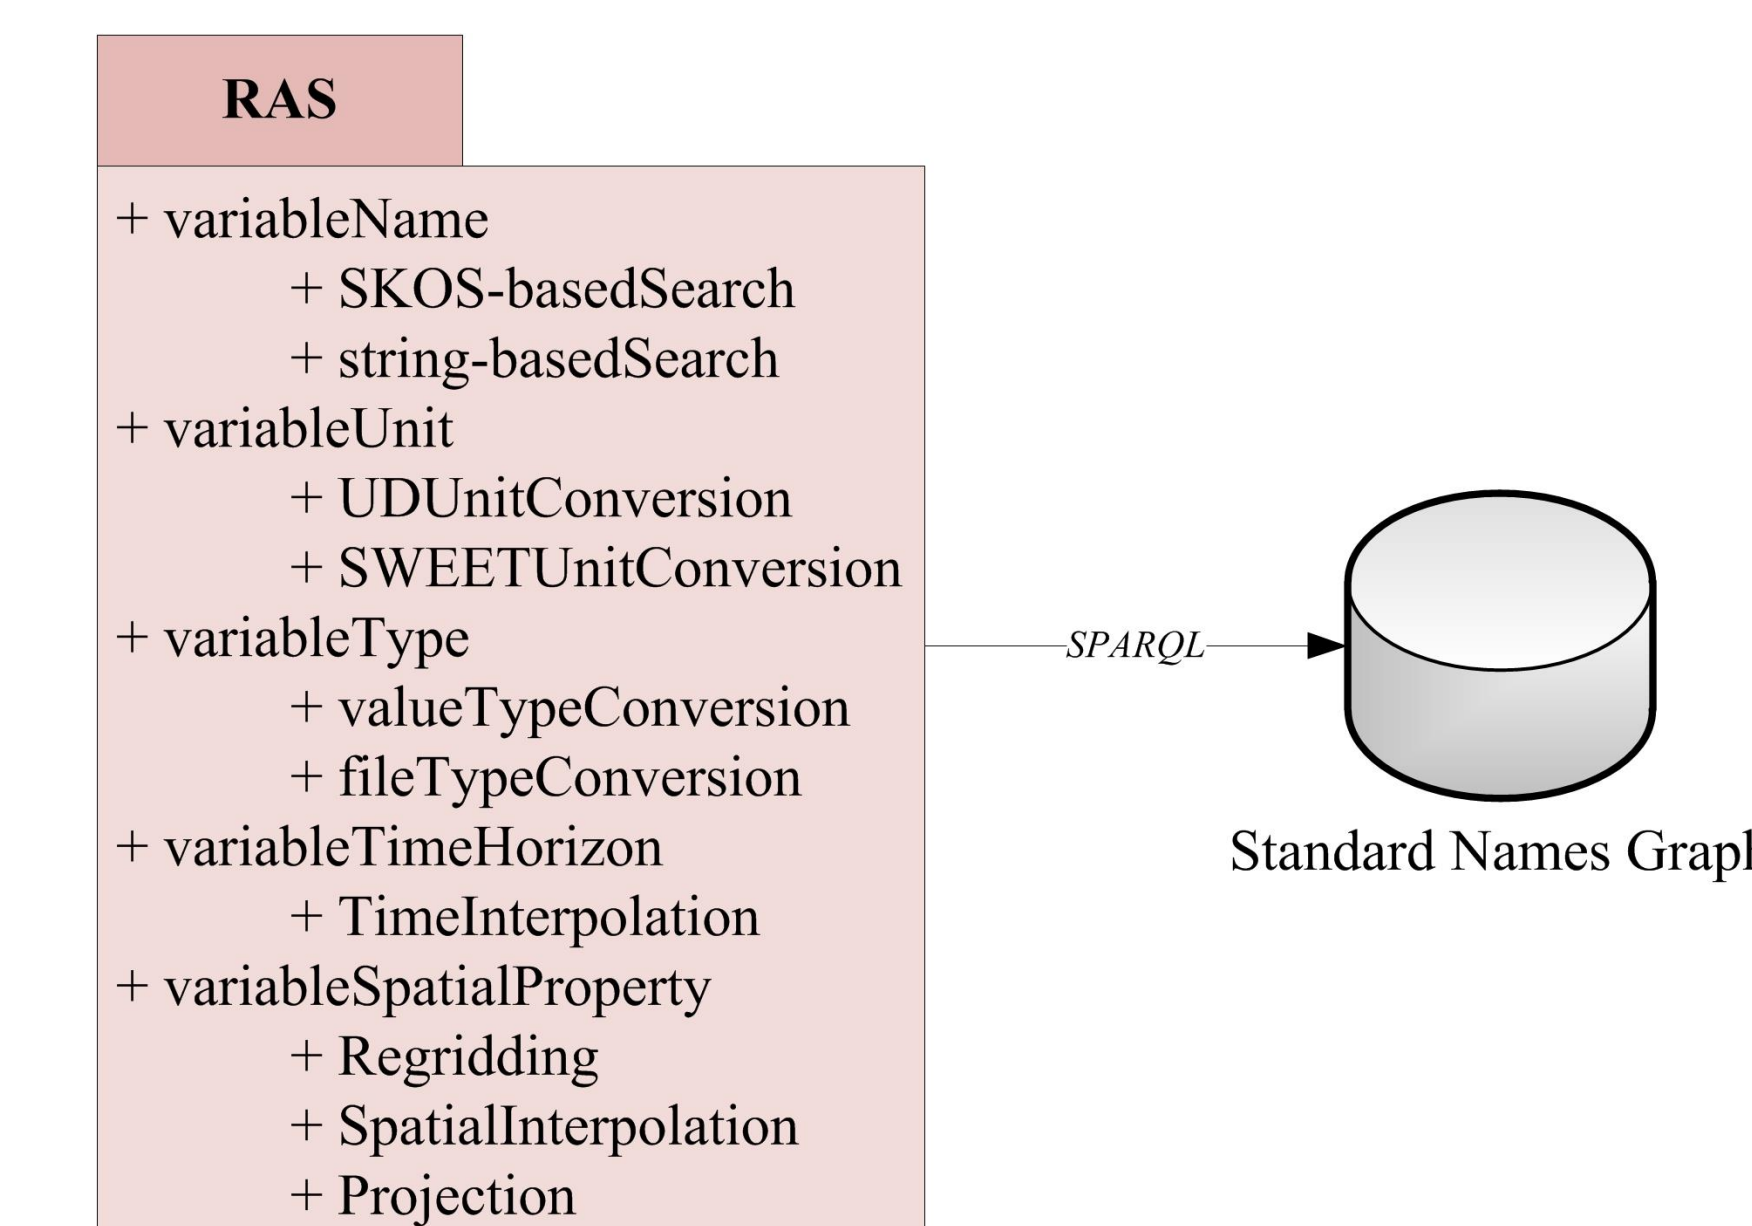 RAS
+ variableName
+ SKOS-basedSearch
+ string-basedSearch
+ variableUnit
+ UDUnitConversion
+ SWEETUnitConversion
+ variableType
+ valueTypeConversion
+ fileTypeConversion
+ variableTimeHorizon
+ TimeInterpolation
+ variableSpatialProperty
+ Regridding
+ SpatialInterpolation
+ Projection
SPARQL
Standard Names Graph